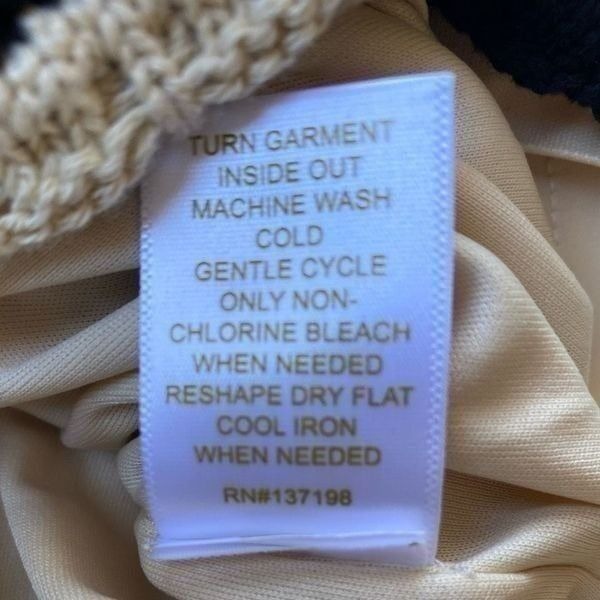 TURN GARMENT
INSIDE OUT
MACHINE WASH
COLD
GENTLE CYCLE
ONLY NON-
CHLORINE BLEACH
WHEN NEEDED
RESHAPE DRY FLAT
COOL IRON
WHEN NEEDED
RN#137198